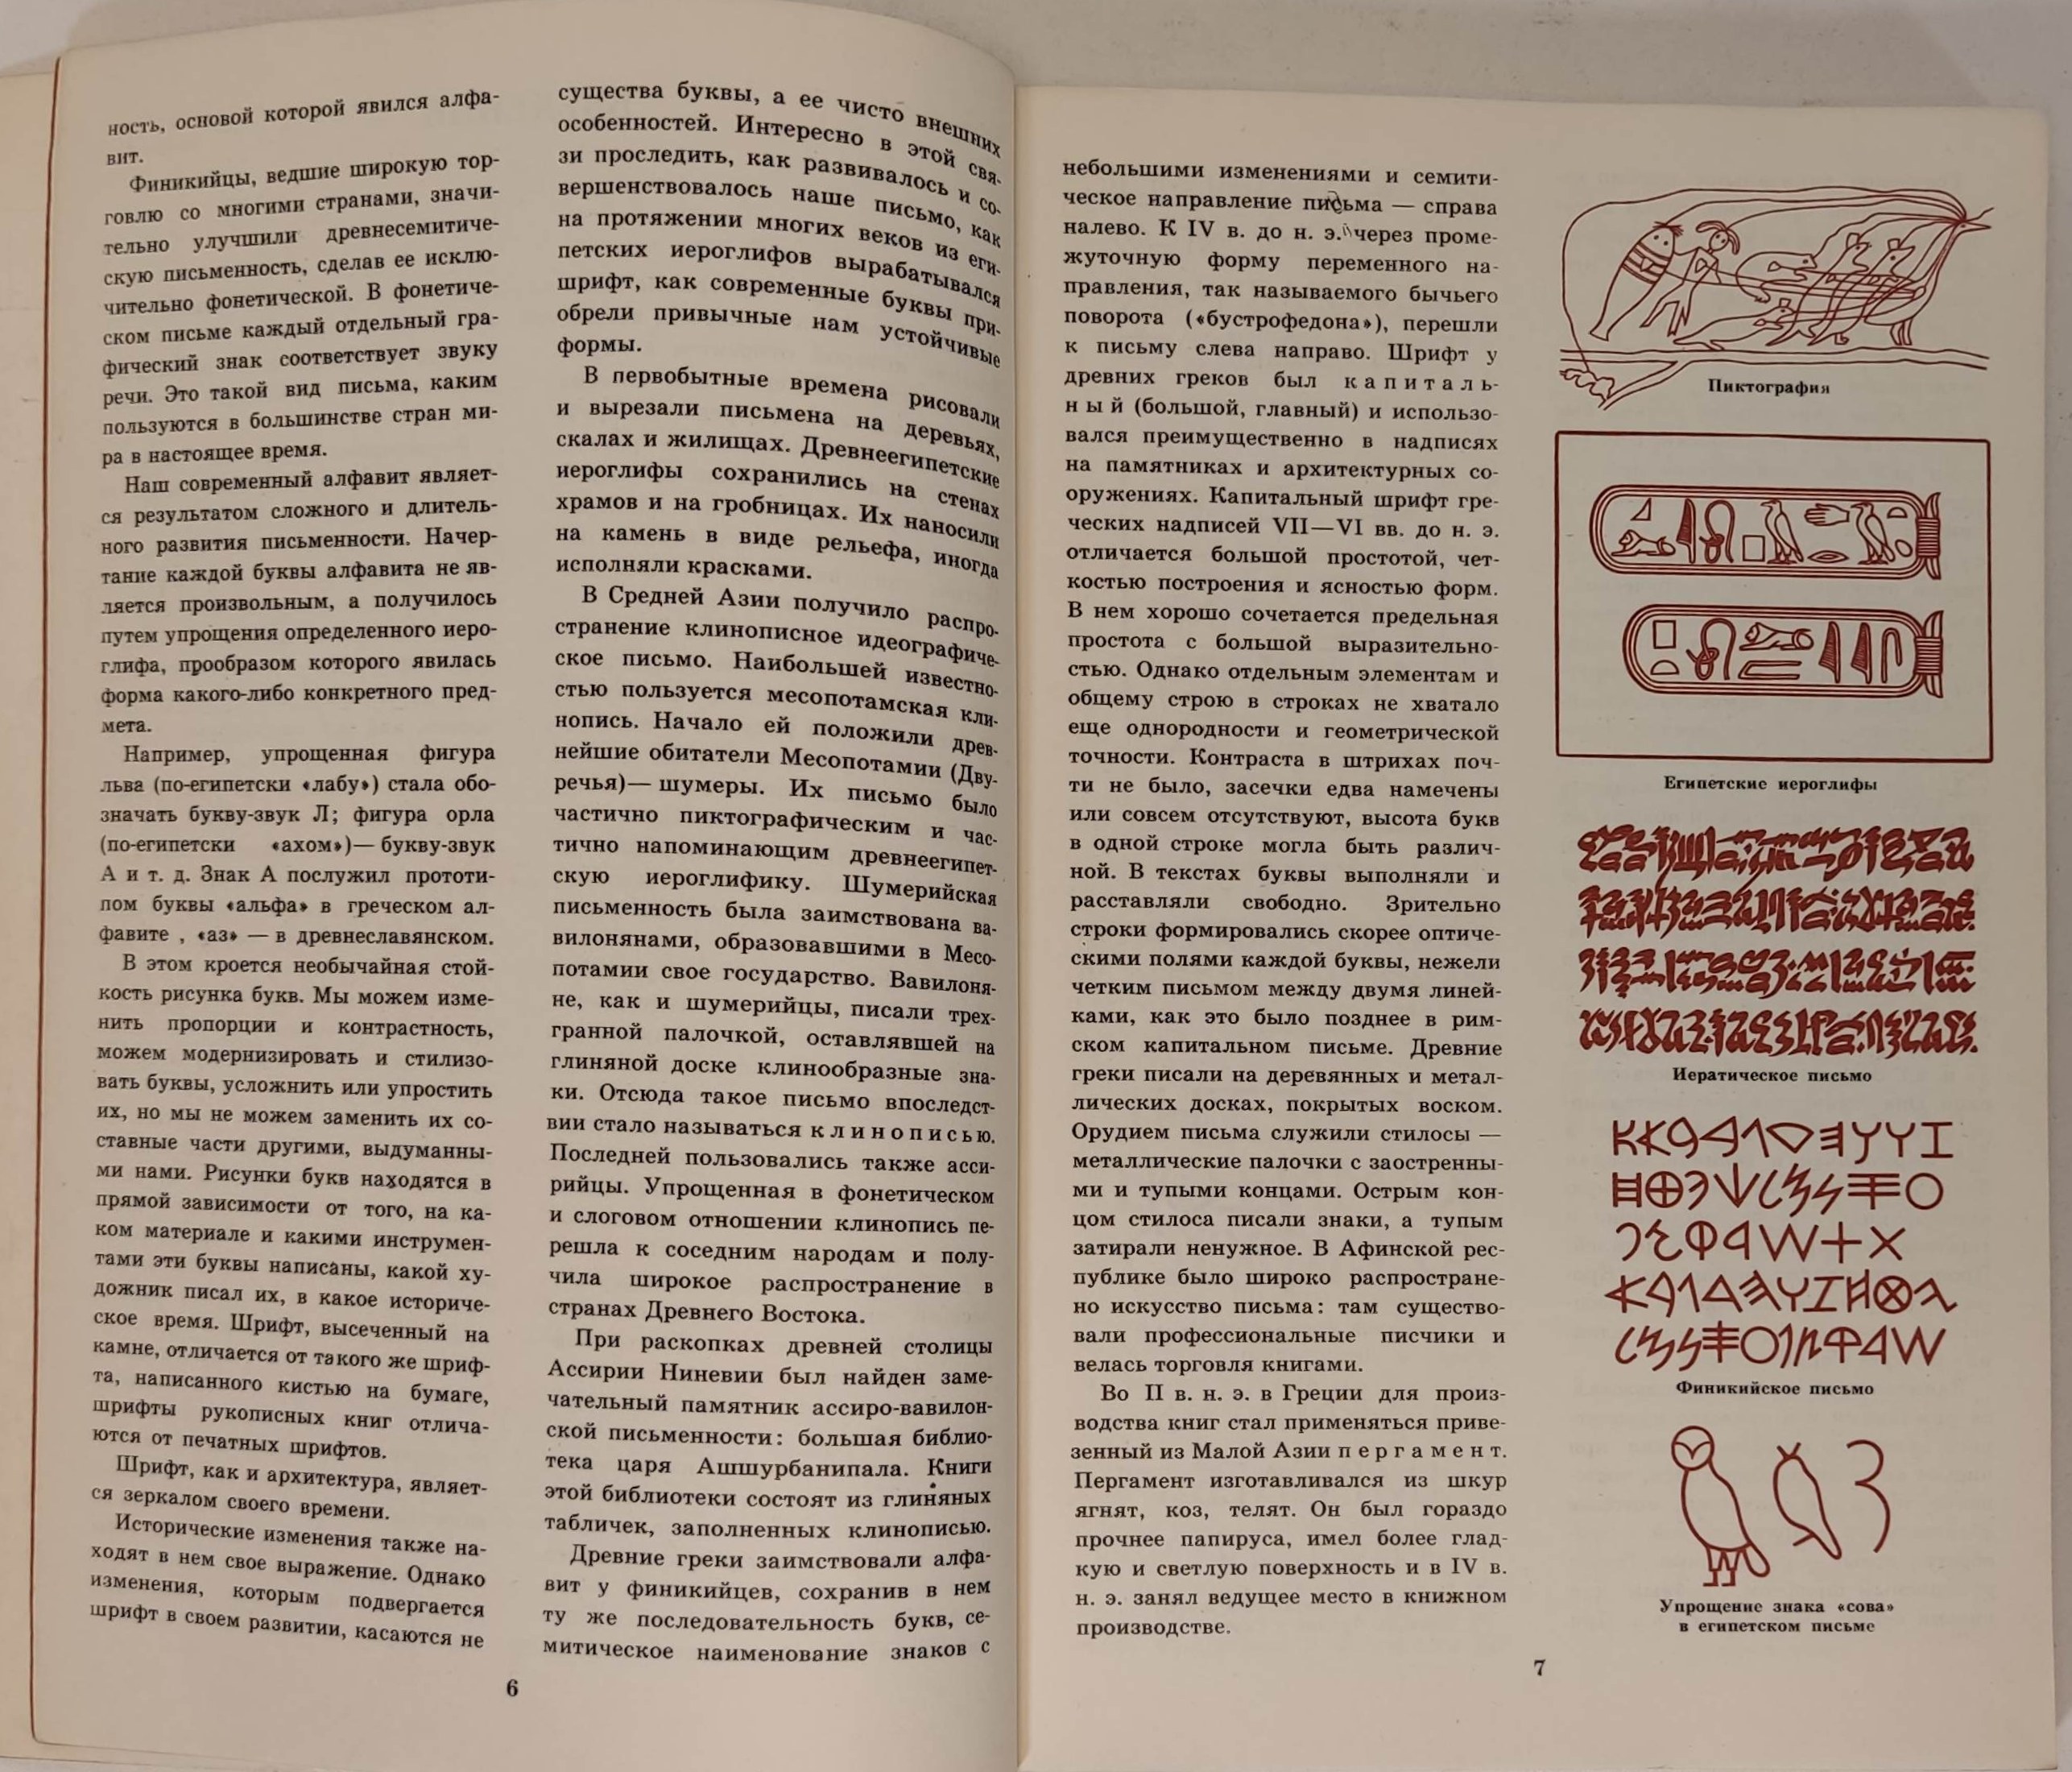 ность, основой которой явился алфа-
вит.
Финикийцы, ведшие широкую тор-
говлю со многими странами, значи-
тельно улучшили древнесемитиче-
скую письменность, сделав ее исклю-
чительно фонетической. В фонетиче-
ском письме каждый отдельный гра-
фический знак соответствует звуку
речи. Это такой вид письма, каким
пользуются в большинстве стран ми-
ра в настоящее время.
Наш современный алфавит являет-
ся результатом сложного и длитель-
ного развития письменности. Начер-
тание каждой буквы алфавита не яв-
ляется произвольным, а получилось
путем упрощения определенного иеро-
глифа, прообразом которого явилась
форма какого-либо конкретного пред-
мета.
Например, упрощенная фигура
льва (по-египетски «лабу») стала обо-
значать букву-звук Л; фигура орла
(по-египетски «ахом»)— букву-звук
А и т. д. Знак А послужил прототи-
пом буквы «альфа» в греческом ал-
фавите , «аз» — в древнеславянском.
В этом кроется необычайная стой-
кость рисунка букв. Мы можем изме-
нить пропорции и контрастность,
можем модернизировать и стилизо-
вать буквы, усложнить или упростить
их, но мы не можем заменить их со-
ставные части другими, выдуманны-
ми нами. Рисунки букв находятся в
прямой зависимости от того, на ка-
ком материале и какими инструмен-
тами эти буквы написаны, какой ху-
дожник писал их, в какое историче-
ское время. Шрифт, высеченный на
камне, отличается от такого же шриф-
та, написанного кистью на бумаге,
шрифты рукописных книг отлича-
ются от печатных шрифтов.
Шрифт, как и архитектура, являет-
ся зеркалом своего времени.
Исторические изменения также на-
ходят в нем свое выражение. Однако
изменения, которым подвергается
шрифт в своем развитии, касаются не
существа буквы, а ее чисто внешних
особенностей. Интересно в этой свя-
зи проследить, как развивалось и со-
вершенствовалось наше письмо, как
на протяжении многих веков из еги-
петских иероглифов вырабатывался
шрифт, как современные буквы при-
обрели привычные нам устойчивые
формы.
В первобытные времена рисовали
и вырезали письмена на деревьях,
скалах и жилищах. Древнеегипетские
иероглифы сохранились на стенах
храмов и на гробницах. Их наносили
на камень в виде рельефа, иногда
исполняли красками.
В Средней Азии получило распро-
странение клинописное идеографиче-
ское письмо. Наибольшей известно-
стью пользуется месопотамская кли-
нопись. Начало ей положили древ-
нейшие обитатели Месопотамии (Дву-
речья)— шумеры. Их письмо было
частично пиктографическим и час-
тично напоминающим древнеегипет-
скую иероглифику. Шумерийская
письменность была заимствована ва-
вилонянами, образовавшими в Месо-
потамии свое государство. Вавилоня-
не, как и шумерийцы, писали трех-
гранной палочкой, оставлявшей на
глиняной доске клинообразные зна-
ки. Отсюда такое письмо впоследст-
вии стало называться к л и н о п и с ь ю.
Последней пользовались также асси-
рийцы. Упрощенная в фонетическом
и слоговом отношении клинопись пе-
решла к соседним народам и полу-
чила широкое распространение в
странах Древнего Востока.
При раскопках древней столицы
Ассирии Ниневии был найден заме-
чательный памятник ассиро-вавилон-
ской письменности: большая библио-
тека царя Ашшурбанипала. Книги
этой библиотеки состоят из глиняных
табличек, заполненных клинописью.
Древние греки заимствовали алфа-
вит у финикийцев, сохранив в нем
ту же последовательность букв, се-
митическое наименование знаков с
6
небольшими изменениями и семити-
ческое направление письма — справа
налево. К IV в. до н. э. через проме-
жуточную форму переменного на-
правления, так называемого бычьего
поворота («бустрофедона»), перешли
к письму слева направо. Шрифт у
древних греков был к а п и т а л ь-
н ы й (большой, главный) и использо-
вался преимущественно в надписях
на памятниках и архитектурных со-
оружениях. Капитальный шрифт гре-
ческих надписей VII—VI вв. до н. э.
отличается большой простотой, чет-
костью построения и ясностью форм.
В нем хорошо сочетается предельная
простота с большой выразительно-
стью. Однако отдельным элементам и
общему строю в строках не хватало
еще однородности и геометрической
точности. Контраста в штрихах поч-
ти не было, засечки едва намечены
или совсем отсутствуют, высота букв
в одной строке могла быть различ-
ной. В текстах буквы выполняли и
расставляли свободно. Зрительно
строки формировались скорее оптиче-
скими полями каждой буквы, нежели
четким письмом между двумя линей-
ками, как это было позднее в рим-
ском капитальном письме. Древние
греки писали на деревянных и метал-
лических досках, покрытых воском.
Орудием письма служили стилосы —
металлические палочки с заостренны-
ми и тупыми концами. Острым кон-
цом стилоса писали знаки, а тупым
затирали ненужное. В Афинской рес-
публике было широко распростране-
но искусство письма: там существо-
вали профессиональные писчики и
велась торговля книгами.
Во II в. н. э. в Греции для произ-
водства книг стал применяться приве-
зенный из Малой Азии п е р г а м е н т.
Пергамент изготавливался из шкур
ягнят, коз, телят. Он был гораздо
прочнее папируса, имел более глад-
кую и светлую поверхность и в IV в.
н. э. занял ведущее место в книжном
производстве.
Пиктография
Египетские иероглифы
Иератическое письмо
Финикийское письмо
Упрощение знака «сова»
в египетском письме
7